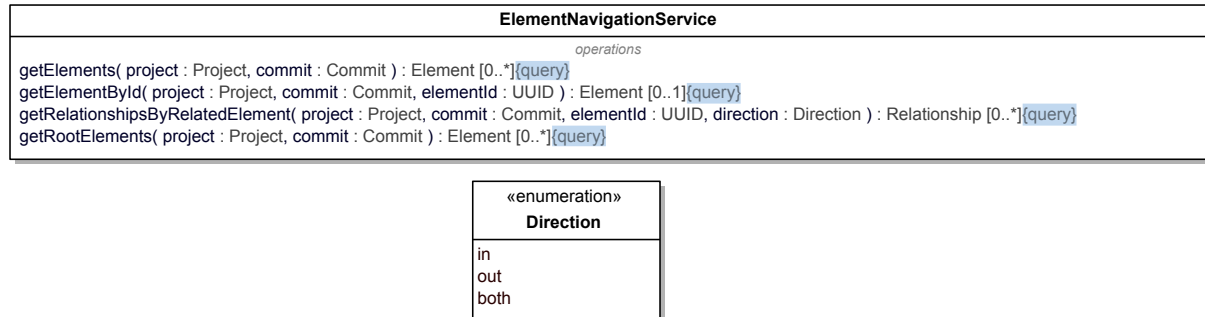 ElementNavigationService
operations
getElements( project : Project, commit : Commit ) : Element [0..*]{query}
getElementById( project : Project, commit : Commit, elementId : UUID ) : Element [0..1]{query}
getRelationshipsByRelatedElement( project : Project, commit : Commit, elementId : UUID, direction : Direction ) : Relationship [0..*]{query}
getRootElements( project : Project, commit : Commit ) : Element [0..*]{query}
«enumeration»
Direction
in
out
both